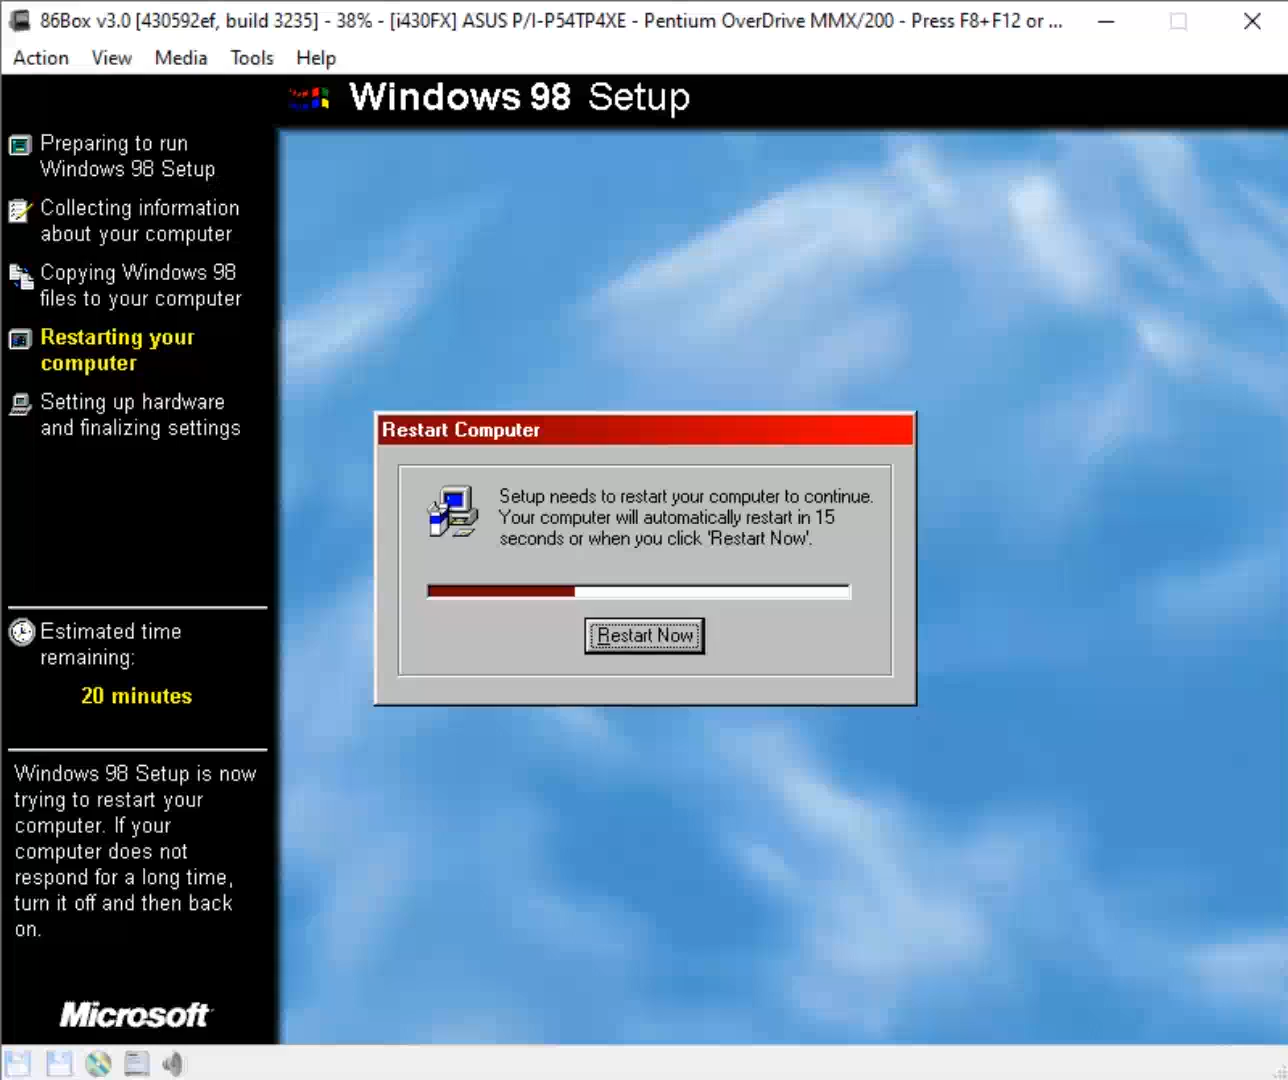 86Box v3.0 [430592ef, build 3235] - 38% - [i430FX] ASUS P/I-P54TP4XE - Pentium OverDrive MMX/200 - Press F8+F12 or ...
Action View Media Tools Help
Windows 98 Setup
Preparing to run
Windows 98 Setup
Collecting information
about your computer
Copying Windows 98
files to your computer
Restarting your
computer
Setting up hardware
and finalizing settings
Restart Computer
Setup needs to restart your computer to continue.
Your computer will automatically restart in 15
seconds or when you click 'Restart Now'.
Restart Now
Estimated time
remaining:
20 minutes
Windows 98 Setup is now
trying to restart your
computer. If your
computer does not
respond for a long time,
turn it off and then back
on.
Microsoft